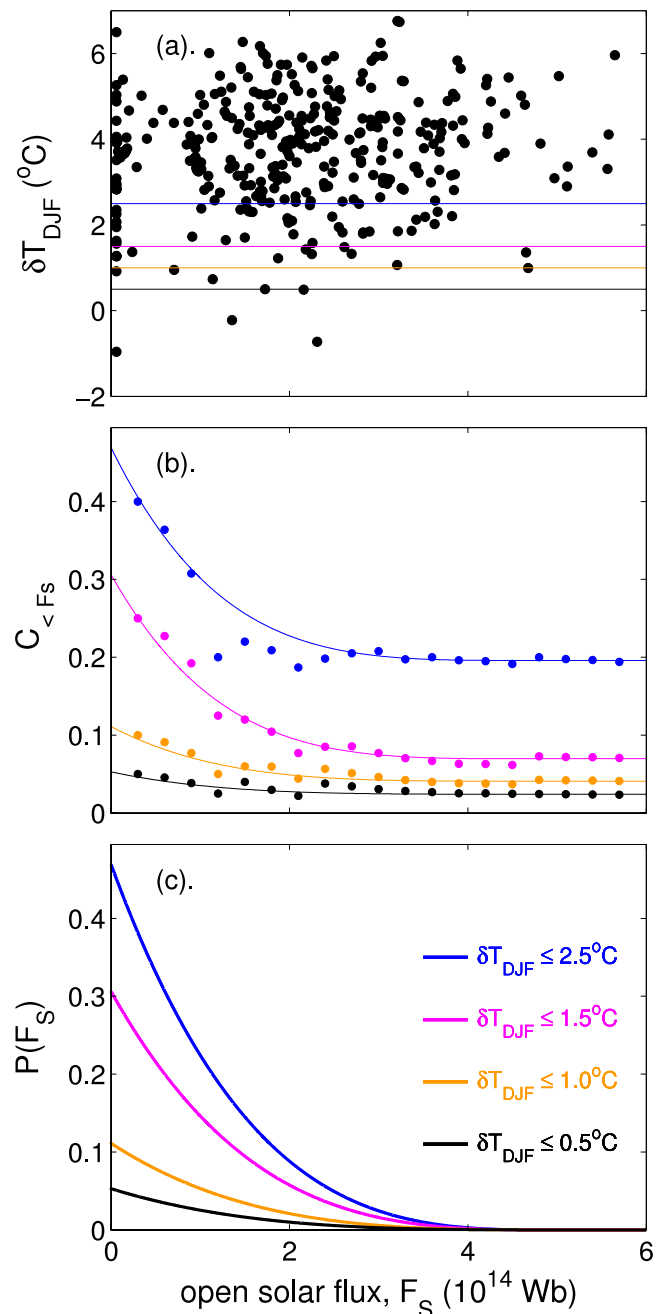 (a).
6
4
2
0
−2
δT_DJF (°C)
(b).
0.4
0.3
0.2
0.1
0
C_<Fs
(c).
0.4
0.3
0.2
0.1
0
P(F_S)
δT_DJF ≤ 2.5°C
δT_DJF ≤ 1.5°C
δT_DJF ≤ 1.0°C
δT_DJF ≤ 0.5°C
0 2 4 6
open solar flux, F_S (10^14 Wb)